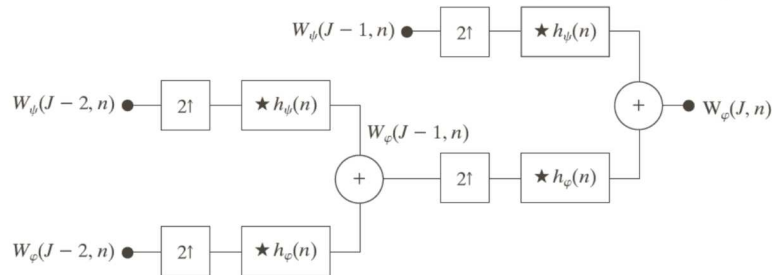 W_ψ(J − 1, n) 2↑ ★ h_ψ(n)
W_ψ(J − 2, n) 2↑ ★ h_ψ(n)
+ W_φ(J, n)
W_φ(J − 1, n)
+ 2↑ ★ h_φ(n)
W_φ(J − 2, n) 2↑ ★ h_φ(n)